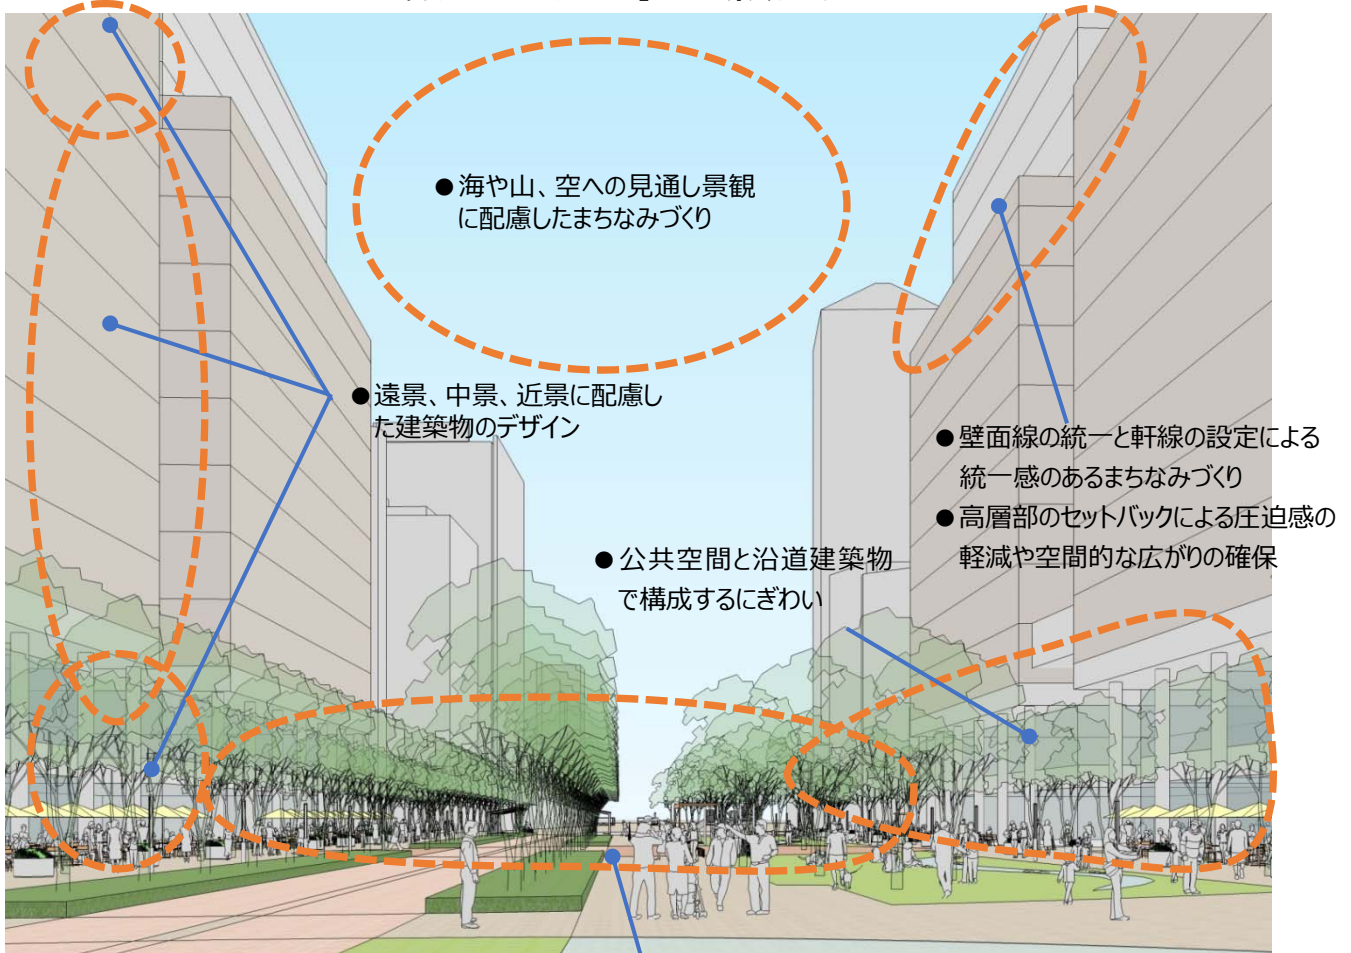 ●海や山、空への見通し景観
に配慮したまちなみづくり
●遠景、中景、近景に配慮し
た建築物のデザイン
●壁面線の統一と軒線の設定による
統一感のあるまちなみづくり
●高層部のセットバックによる圧迫感の
軽減や空間的な広がりの確保
●公共空間と沿道建築物
で構成するにぎわい